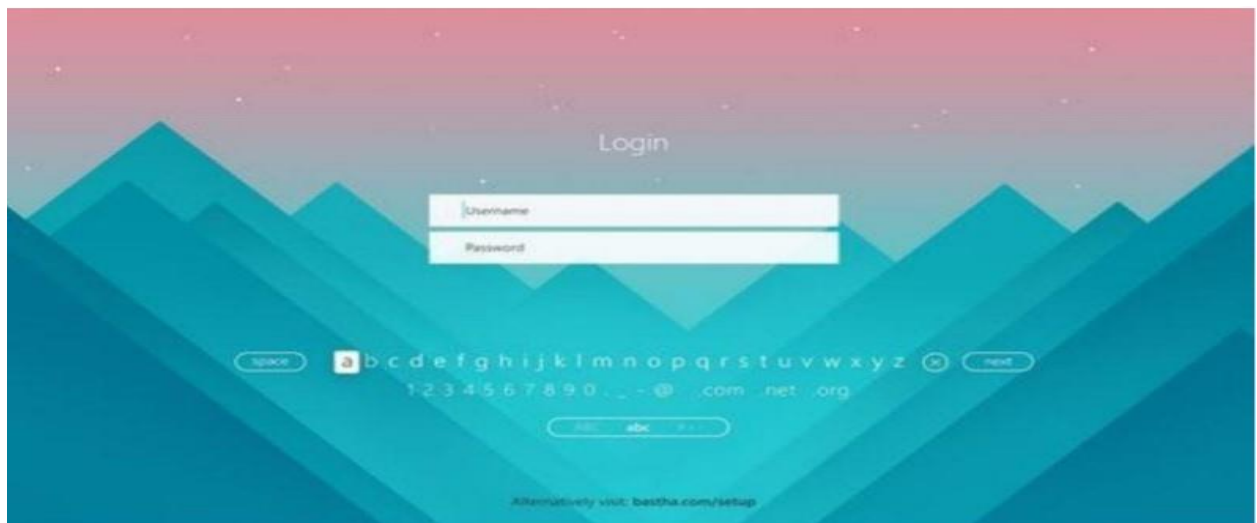 Login
Username
Password
space a b c d e f g h i j k l m n o p q r s t u v w x y z next
1 2 3 4 5 6 7 8 9 0 . _ - @ .com .net .org
ABC abc
Alternatively visit: bastha.com/setup